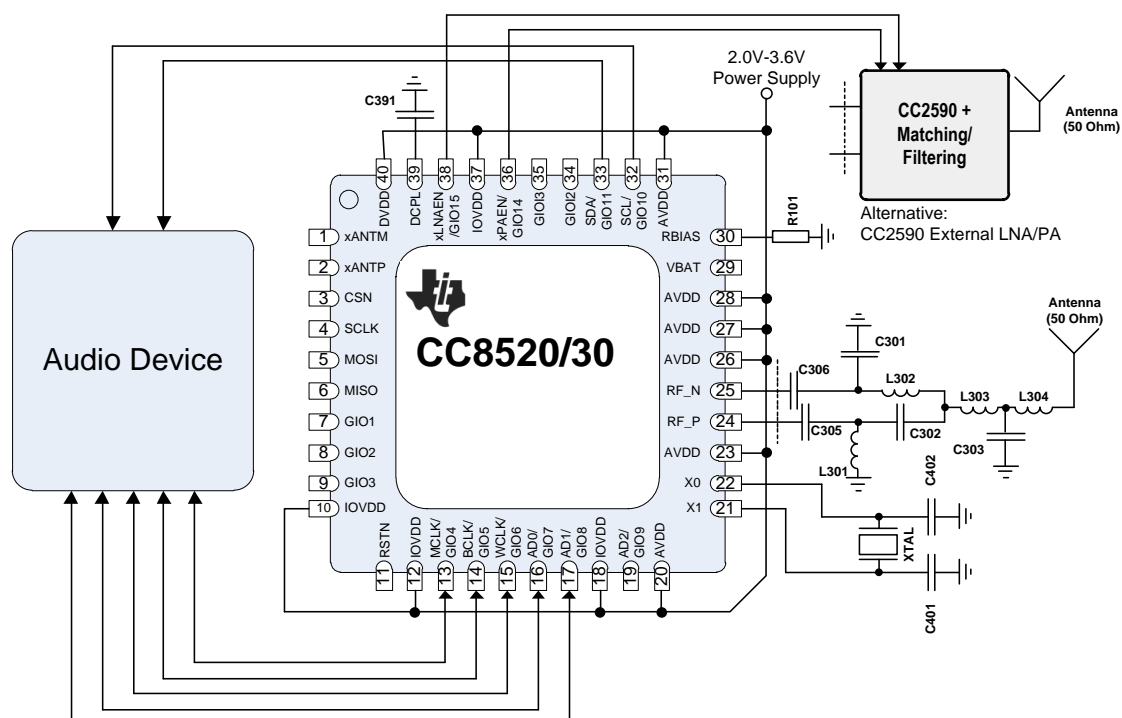 2.0V-3.6V
Power Supply
C391
CC2590 +
Matching/
Filtering
Antenna
(50 Ohm)
Alternative:
CC2590 External LNA/PA
40
39
38
37
36
35
34
33
32
31
DVDD
DCPL
xLNAEN
/GIO15
IOVDD
xPAEN/
GIO14
GIOI3
GIOI2
SDA/
GIO11
SCL/
GIO10
AVDD
Audio Device
1 xANTM
2 xANTP
3 CSN
4 SCLK
5 MOSI
6 MISO
7 GIO1
8 GIO2
9 GIO3
10 IOVDD
ti
CC8520/30
RBIAS 30
VBAT 29
AVDD 28
AVDD 27
AVDD 26
RF_N 25
RF_P 24
AVDD 23
X0 22
X1 21
R101
C306
C301
L302
C305
C302
L301
L303
L304
C303
Antenna
(50 Ohm)
C402
XTAL
C401
RSTN
IOVDD
MCLK/
GIO4
BCLK/
GIO5
WCLK/
GIO6
AD0/
GIO7
AD1/
GIO8
IOVDD
AD2/
GIO9
AVDD
11
12
13
14
15
16
17
18
19
20